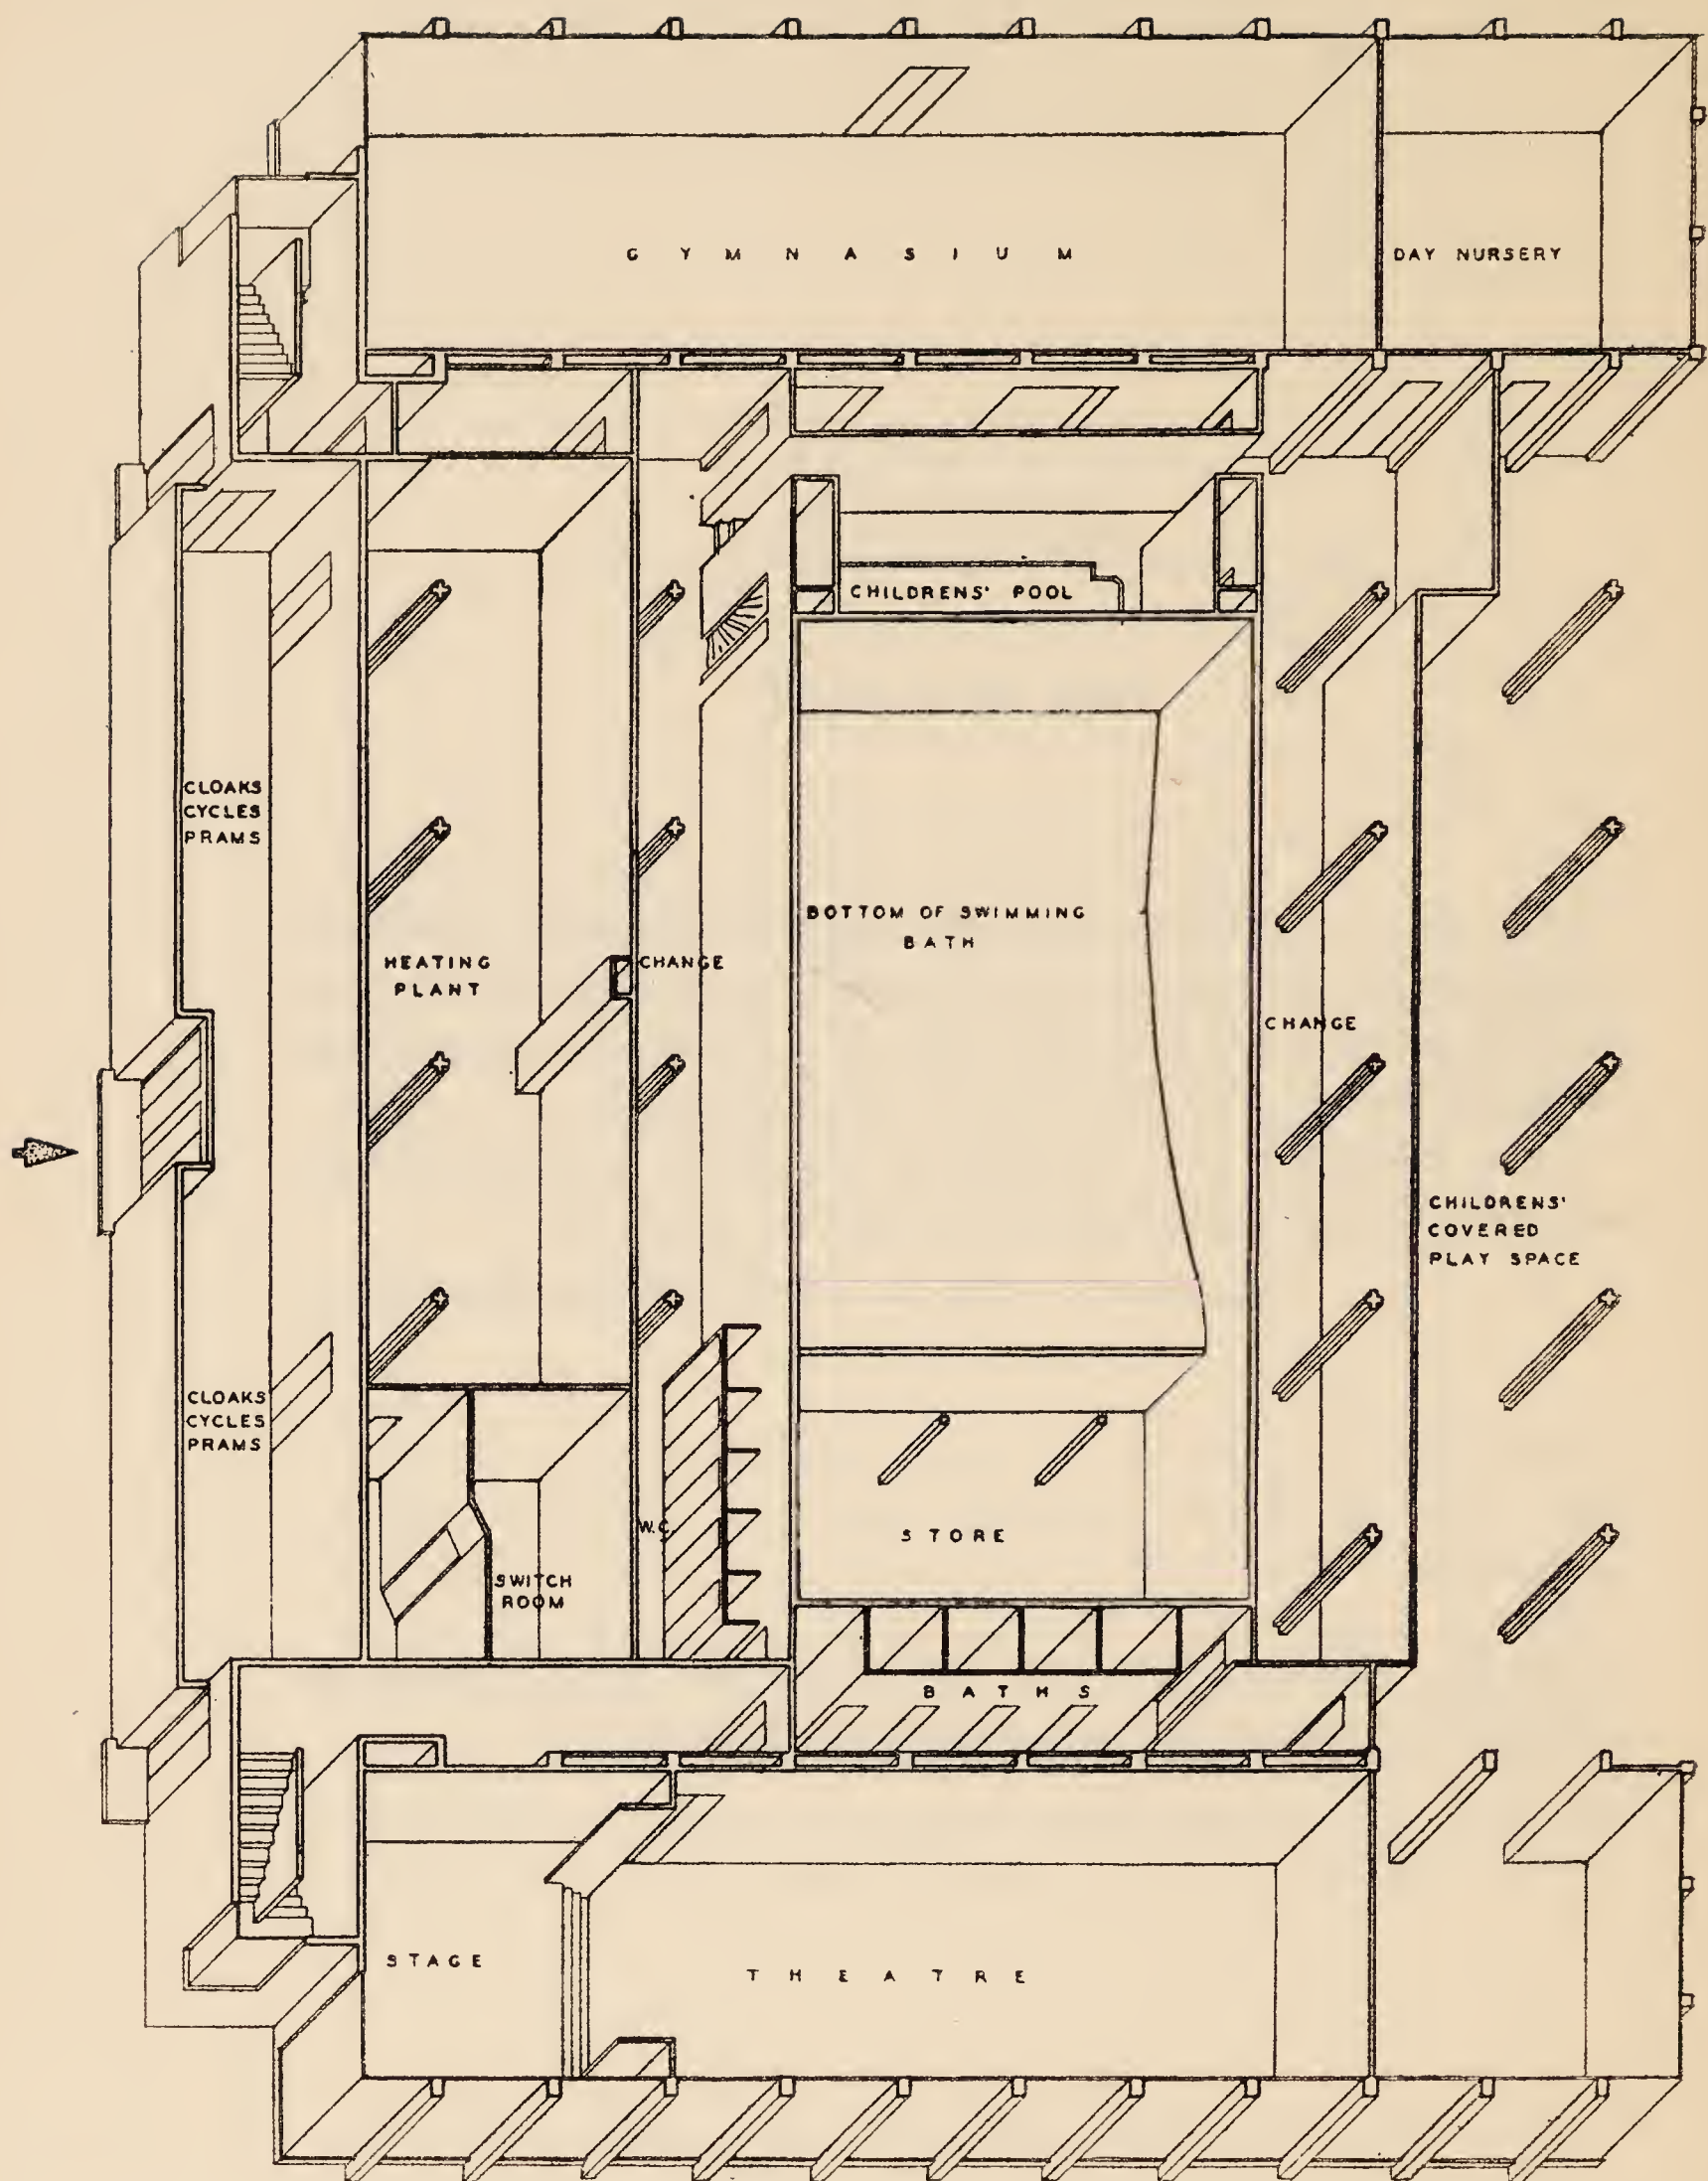 GYMNASIUM
DAY NURSERY
CHILDRENS' POOL
CLOAKS
CYCLES
PRAMS
BOTTOM OF SWIMMING
BATH
HEATING
PLANT
CHANGE
CHANGE
CHILDRENS'
COVERED
PLAY SPACE
CLOAKS
CYCLES
PRAMS
W.C.
STORE
SWITCH
ROOM
BATHS
STAGE
THEATRE